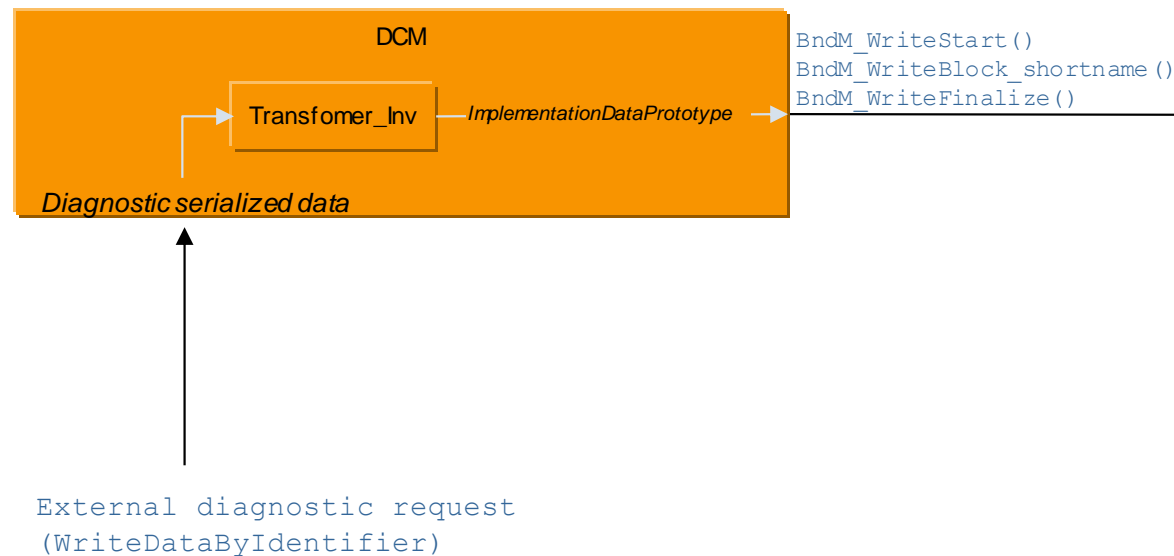 DCM
BndM_WriteStart()
BndM_WriteBlock_shortname()
BndM_WriteFinalize()
Transfomer_Inv
ImplementationDataPrototype
Diagnostic serialized data
External diagnostic request
(WriteDataByIdentifier)